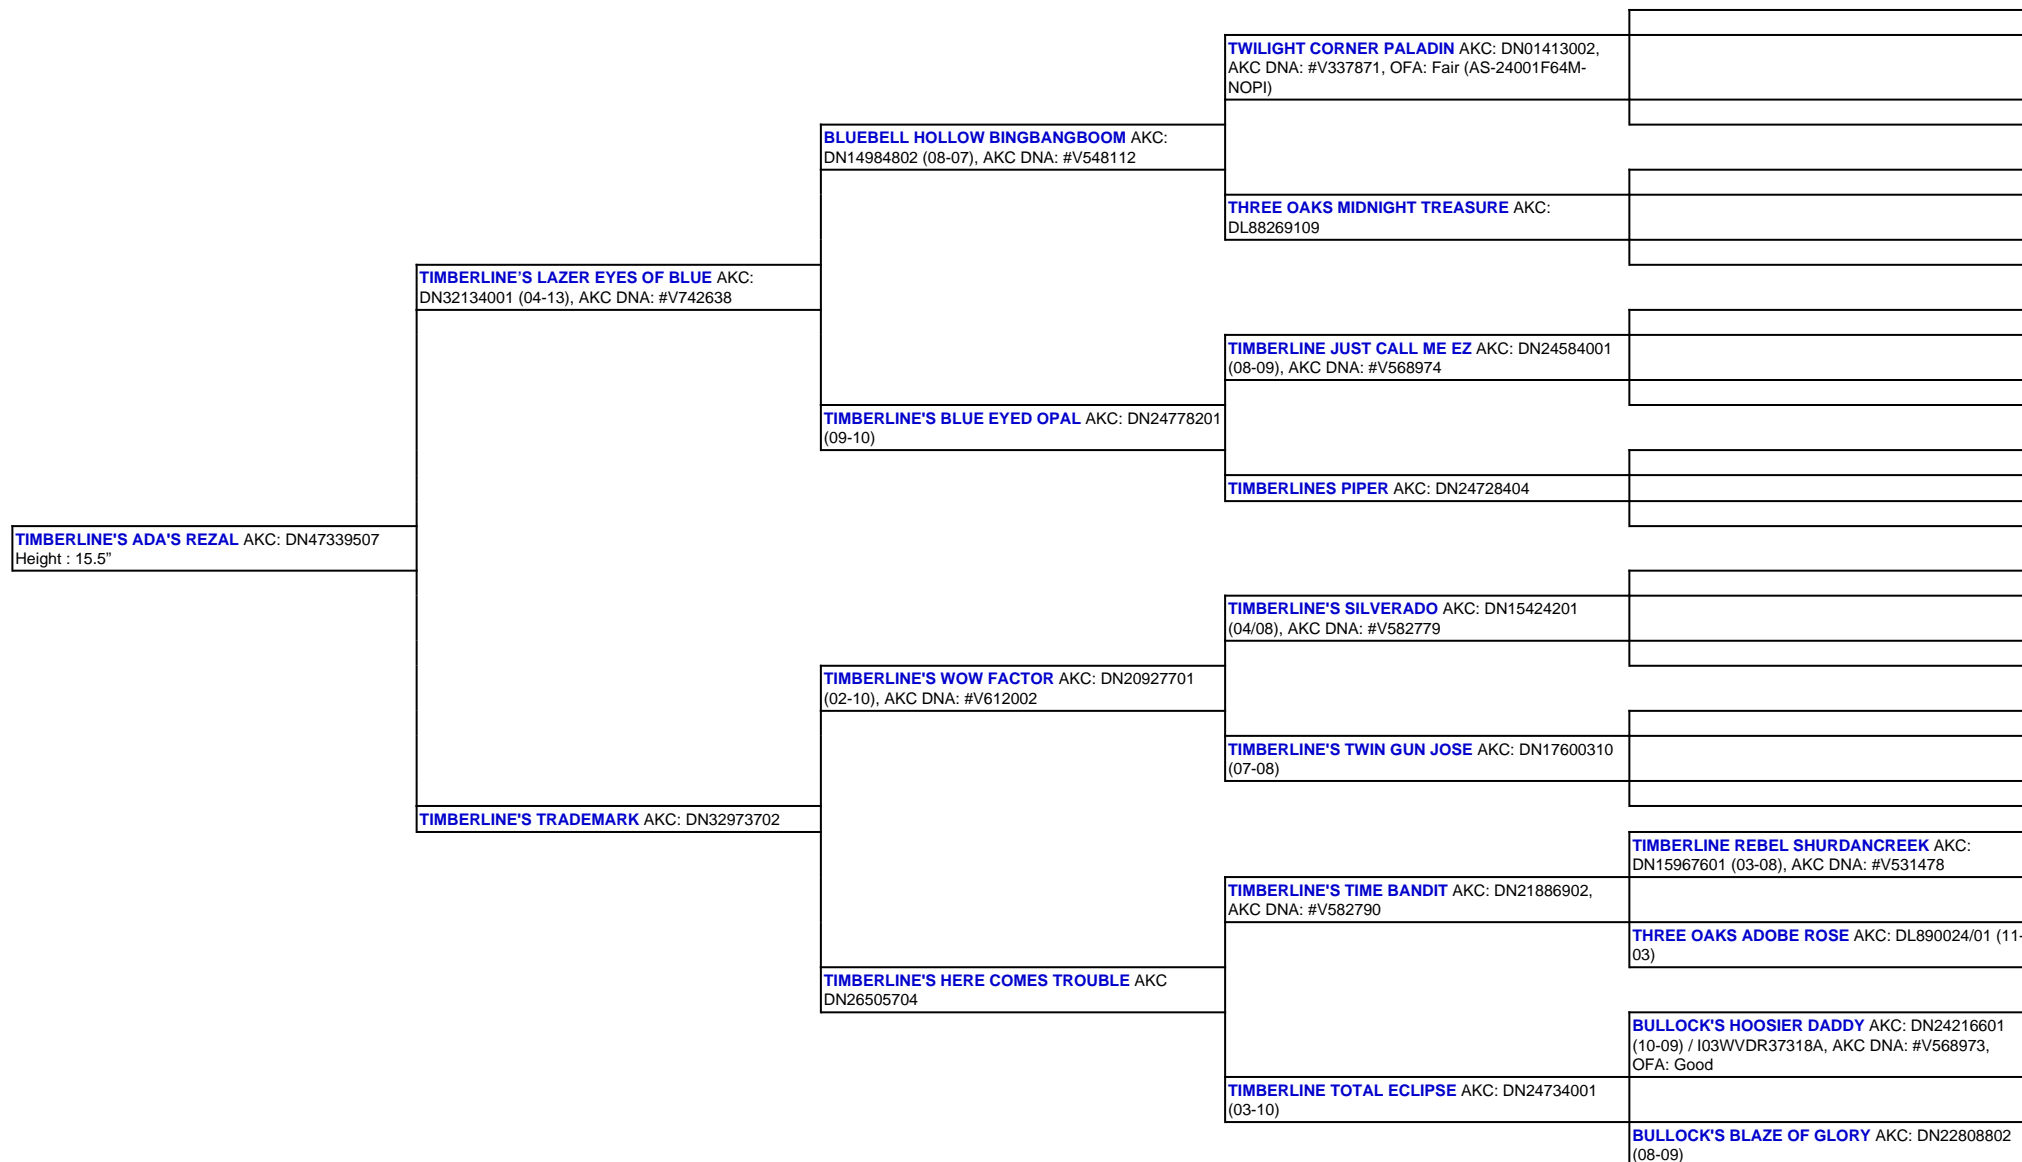 TWILIGHT CORNER PALADIN AKC: DN01413002,
AKC DNA: #V337871, OFA: Fair (AS-24001F64M-
NOPI)
BLUEBELL HOLLOW BINGBANGBOOM AKC:
DN14984802 (08-07), AKC DNA: #V548112
THREE OAKS MIDNIGHT TREASURE AKC:
DL88269109
TIMBERLINE’S LAZER EYES OF BLUE AKC:
DN32134001 (04-13), AKC DNA: #V742638
TIMBERLINE JUST CALL ME EZ AKC: DN24584001
(08-09), AKC DNA: #V568974
TIMBERLINE'S BLUE EYED OPAL AKC: DN24778201
(09-10)
TIMBERLINES PIPER AKC: DN24728404
TIMBERLINE'S ADA'S REZAL AKC: DN47339507
Height : 15.5”
TIMBERLINE'S SILVERADO AKC: DN15424201
(04/08), AKC DNA: #V582779
TIMBERLINE'S WOW FACTOR AKC: DN20927701
(02-10), AKC DNA: #V612002
TIMBERLINE'S TWIN GUN JOSE AKC: DN17600310
(07-08)
TIMBERLINE'S TRADEMARK AKC: DN32973702
TIMBERLINE REBEL SHURDANCREEK AKC:
DN15967601 (03-08), AKC DNA: #V531478
TIMBERLINE'S TIME BANDIT AKC: DN21886902,
AKC DNA: #V582790
THREE OAKS ADOBE ROSE AKC: DL890024/01 (11-
03)
TIMBERLINE'S HERE COMES TROUBLE AKC
DN26505704
BULLOCK'S HOOSIER DADDY AKC: DN24216601
(10-09) / I03WVDR37318A, AKC DNA: #V568973,
OFA: Good
TIMBERLINE TOTAL ECLIPSE AKC: DN24734001
(03-10)
BULLOCK'S BLAZE OF GLORY AKC: DN22808802
(08-09)